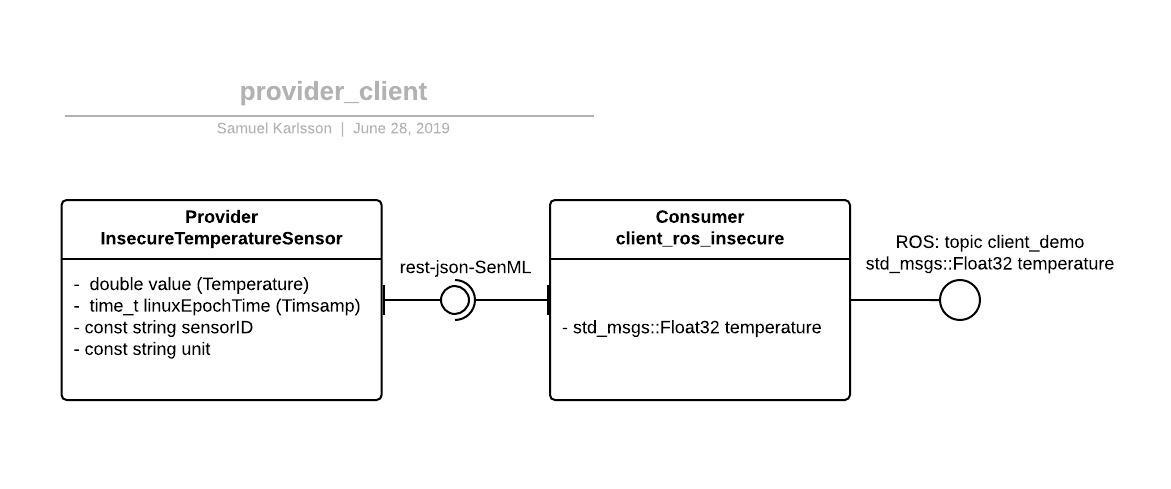 provider_client
Samuel Karlsson | June 28, 2019
Provider
InsecureTemperatureSensor
- double value (Temperature)
- time_t linuxEpochTime (Timsamp)
- const string sensorID
- const string unit
rest-json-SenML
Consumer
client_ros_insecure
- std_msgs::Float32 temperature
ROS: topic client_demo
std_msgs::Float32 temperature